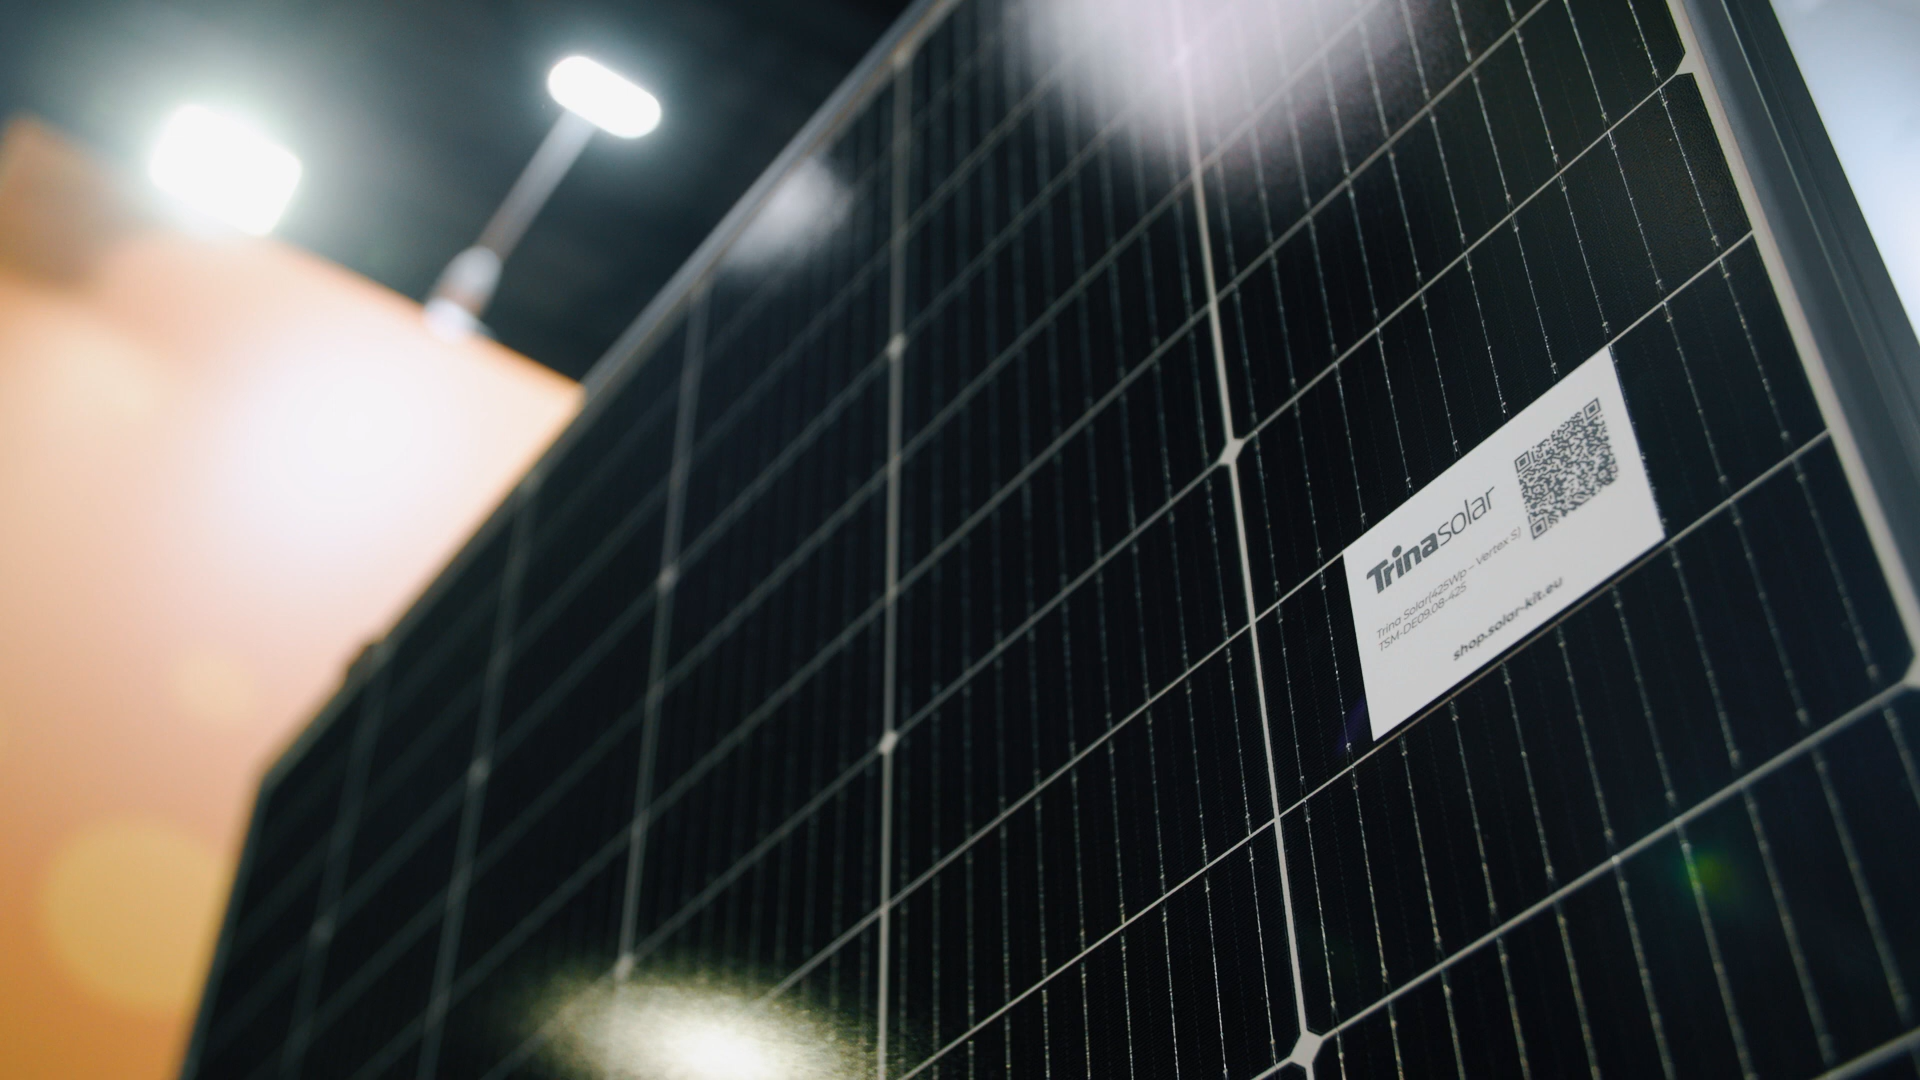 Trinasolar
Trina Solar(425Wp - Vertex S)
TSM-DE09.08-425
shop.solar-kit.eu